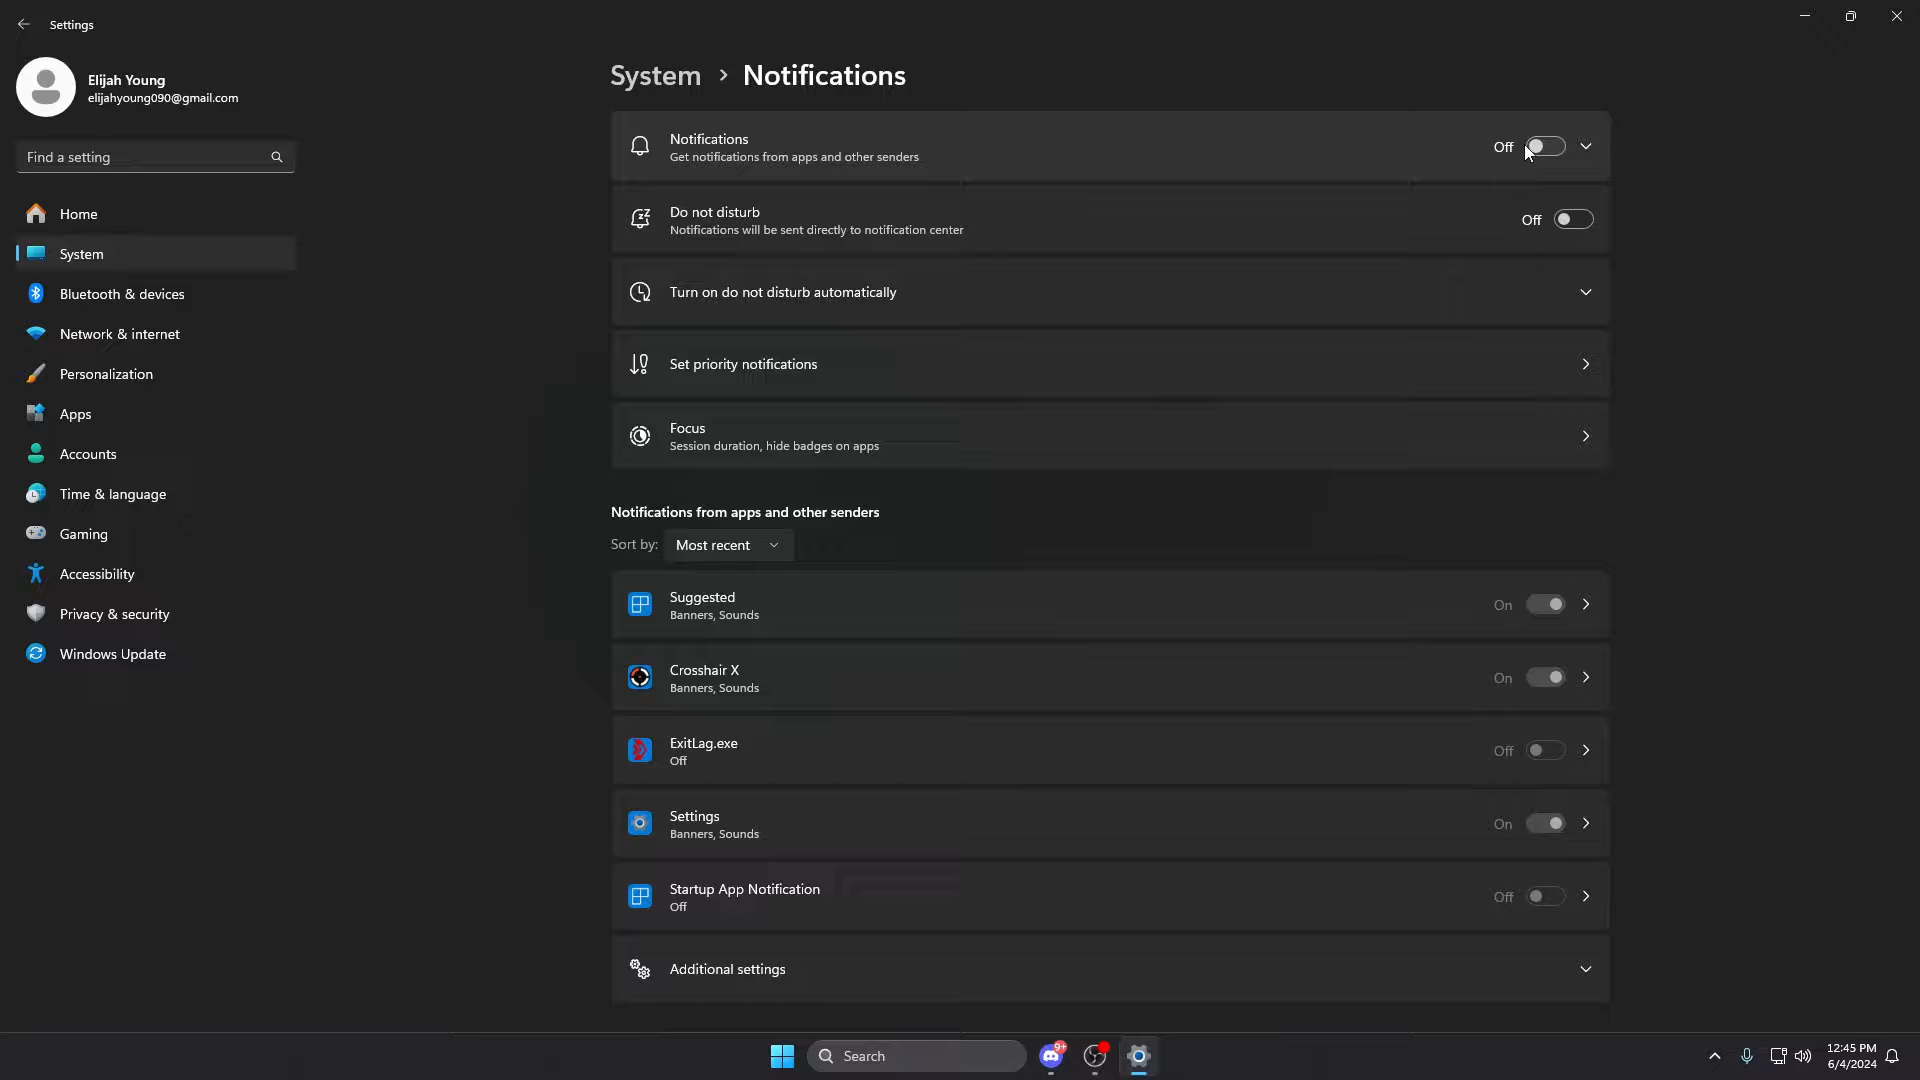 Settings
Elijah Young
elijahyoung090@gmail.com
Find a setting
Home
System
Bluetooth & devices
Network & internet
Personalization
Apps
Accounts
Time & language
Gaming
Accessibility
Privacy & security
Windows Update
System > Notifications
Notifications
Get notifications from apps and other senders
Off
Do not disturb
Notifications will be sent directly to notification center
Off
Turn on do not disturb automatically
Set priority notifications
Focus
Session duration, hide badges on apps
Notifications from apps and other senders
Sort by: Most recent
Suggested
Banners, Sounds
On
Crosshair X
Banners, Sounds
On
ExitLag.exe
Off
Off
Settings
Banners, Sounds
On
Startup App Notification
Off
Off
Additional settings
Search
9+
12:45 PM
6/4/2024